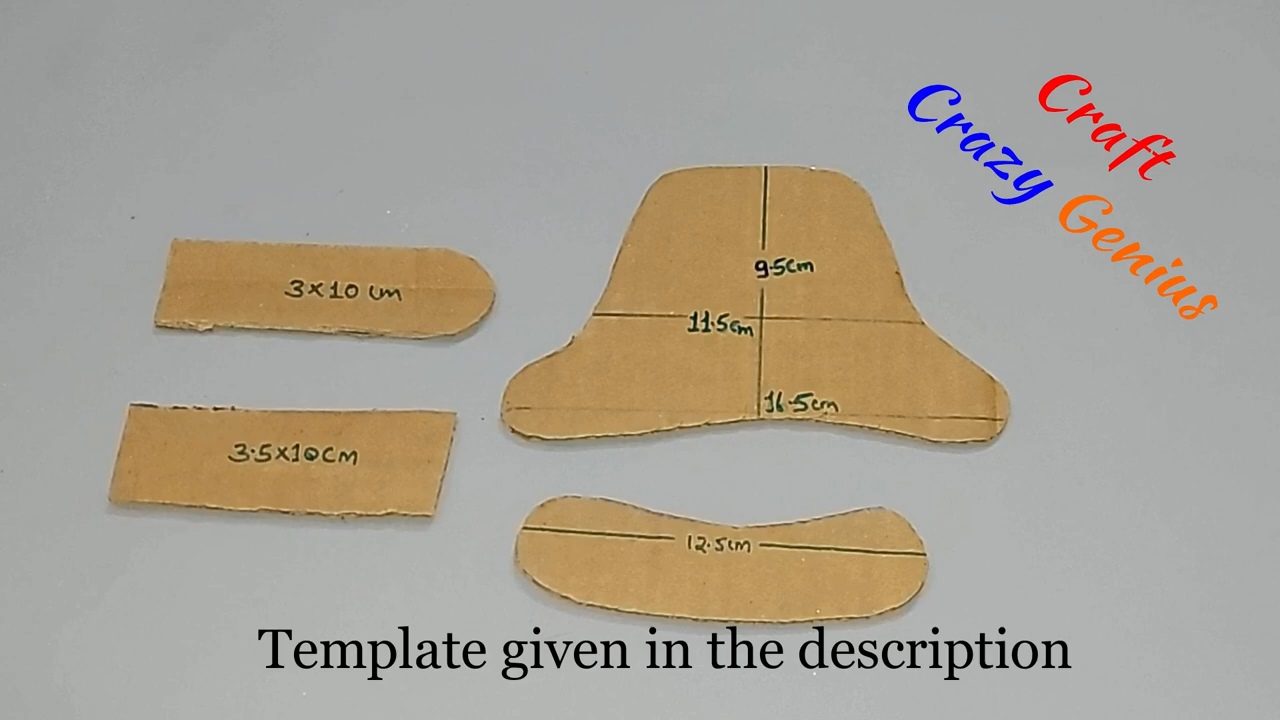 Craft
Crazy
Genius
9.5cm
3x10 cm
11.5cm
16.5cm
3.5x10cm
12.5cm
Template given in the description